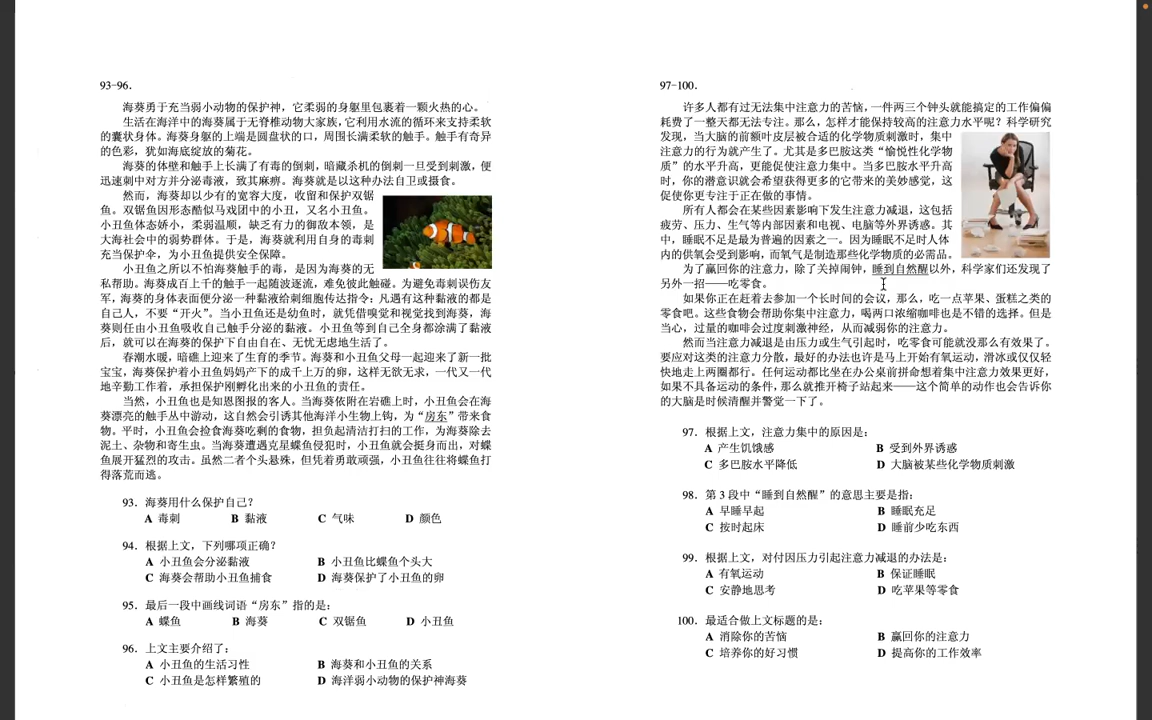 93-96.
海葵勇于充当弱小动物的保护神，它柔弱的身躯里包裹着一颗火热的心。
生活在海洋中的海葵属于无脊椎动物大家族，它利用水流的循环来支持柔软
的囊状身体。海葵身躯的上端是圆盘状的口，周围长满柔软的触手。触手有奇异
的色彩，犹如海底绽放的菊花。
海葵的体壁和触手上长满了有毒的倒刺，暗藏杀机的倒刺一旦受到刺激，便
迅速刺中对方并分泌毒液，致其麻痹。海葵就是以这种办法自卫或摄食。
然而，海葵却以少有的宽容大度，收留和保护双锯
鱼。双锯鱼因形态酷似马戏团中的小丑，又名小丑鱼。
小丑鱼体态娇小，柔弱温顺，缺乏有力的御敌本领，是
大海社会中的弱势群体。于是，海葵就利用自身的毒刺
充当保护伞，为小丑鱼提供安全保障。
小丑鱼之所以不怕海葵触手的毒，是因为海葵的无
私帮助。海葵成百上千的触手一起随波逐流，难免彼此触碰。为避免毒刺误伤友
军，海葵的身体表面便分泌一种黏液给刺细胞传达指令：凡遇有这种黏液的都是
自己人，不要“开火”。当小丑鱼还是幼鱼时，就凭借嗅觉和视觉找到海葵，海
葵则任由小丑鱼吸收自己触手分泌的黏液。小丑鱼等到自己全身都涂满了黏液
后，就可以在海葵的保护下自由自在、无忧无虑地生活了。
春潮水暖，暗礁上迎来了生育的季节。海葵和小丑鱼父母一起迎来了新一批
宝宝，海葵保护着小丑鱼妈妈产下的成千上万的卵，这样无欲无求，一代又一代
地辛勤工作着，承担保护刚孵化出来的小丑鱼的责任。
当然，小丑鱼也是知恩图报的客人。当海葵依附在岩礁上时，小丑鱼会在海
葵漂亮的触手丛中游动，这自然会引诱其他海洋小生物上钩，为“房东”带来食
物。平时，小丑鱼会捡食海葵吃剩的食物，担负起清洁打扫的工作，为海葵除去
泥土、杂物和寄生虫。当海葵遭遇克星蝶鱼侵犯时，小丑鱼就会挺身而出，对蝶
鱼展开猛烈的攻击。虽然二者个头悬殊，但凭着勇敢顽强，小丑鱼往往将蝶鱼打
得落荒而逃。
93. 海葵用什么保护自己？
A 毒刺 B 黏液 C 气味 D 颜色
94. 根据上文，下列哪项正确？
A 小丑鱼会分泌黏液 B 小丑鱼比蝶鱼个头大
C 海葵会帮助小丑鱼捕食 D 海葵保护了小丑鱼的卵
95. 最后一段中画线词语“房东”指的是：
A 蝶鱼 B 海葵 C 双锯鱼 D 小丑鱼
96. 上文主要介绍了：
A 小丑鱼的生活习性 B 海葵和小丑鱼的关系
C 小丑鱼是怎样繁殖的 D 海洋弱小动物的保护神海葵
97-100.
许多人都有过无法集中注意力的苦恼，一件两三个钟头就能搞定的工作偏偏
耗费了一整天都无法专注。那么，怎样才能保持较高的注意力水平呢？科学研究
发现，当大脑的前额叶皮层被合适的化学物质刺激时，集中
注意力的行为就产生了。尤其是多巴胺这类“愉悦性化学物
质”的水平升高，更能促使注意力集中。当多巴胺水平升高
时，你的潜意识就会希望获得更多的它带来的美妙感觉，这
促使你更专注于正在做的事情。
所有人都会在某些因素影响下发生注意力减退，这包括
疲劳、压力、生气等内部因素和电视、电脑等外界诱惑。其
中，睡眠不足是最为普遍的因素之一。因为睡眠不足时人体
内的供氧会受到影响，而氧气是制造那些化学物质的必需品。
为了赢回你的注意力，除了关掉闹钟，睡到自然醒以外，科学家们还发现了
另外一招——吃零食。
如果你正在赶着去参加一个长时间的会议，那么，吃一点苹果、蛋糕之类的
零食吧。这些食物会帮助你集中注意力，喝两口浓缩咖啡也是不错的选择。但是
当心，过量的咖啡会过度刺激神经，从而减弱你的注意力。
然而当注意力减退是由压力或生气引起时，吃零食可能就没那么有效果了。
要应对这类的注意力分散，最好的办法也许是马上开始有氧运动，滑冰或仅仅轻
快地走上两圈都行。任何运动都比坐在办公桌前拼命想着集中注意力效果更好，
如果不具备运动的条件，那么就推开椅子站起来——这个简单的动作也会告诉你
的大脑是时候清醒并警觉一下了。
97. 根据上文，注意力集中的原因是：
A 产生饥饿感 B 受到外界诱惑
C 多巴胺水平降低 D 大脑被某些化学物质刺激
98. 第 3 段中“睡到自然醒”的意思主要是指：
A 早睡早起 B 睡眠充足
C 按时起床 D 睡前少吃东西
99. 根据上文，对付因压力引起注意力减退的办法是：
A 有氧运动 B 保证睡眠
C 安静地思考 D 吃苹果等零食
100. 最适合做上文标题的是：
A 消除你的苦恼 B 赢回你的注意力
C 培养你的好习惯 D 提高你的工作效率